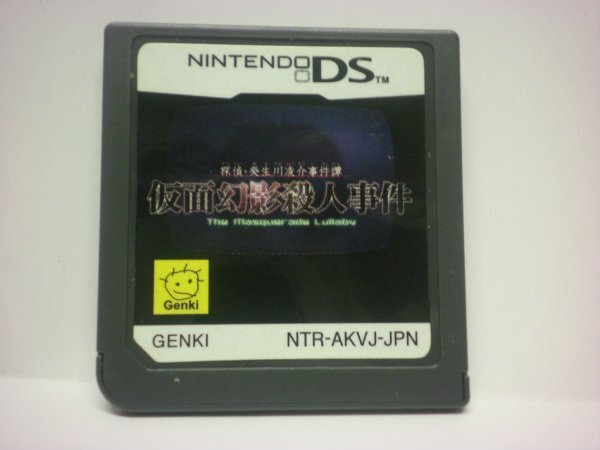 NINTENDO DS™
探偵・癸生川凌介事件譚
仮面幻影殺人事件
The Masquerade Lullaby
Genki
GENKI
NTR-AKVJ-JPN